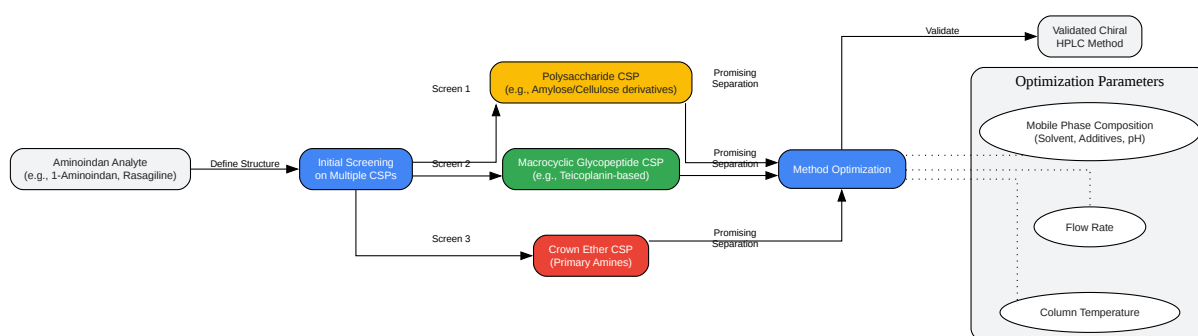 Aminoindan Analyte
(e.g., 1-Aminoindan, Rasagiline)
Define Structure
Initial Screening
on Multiple CSPs
Screen 1
Screen 2
Screen 3
Polysaccharide CSP
(e.g., Amylose/Cellulose derivatives)
Macrocyclic Glycopeptide CSP
(e.g., Teicoplanin-based)
Crown Ether CSP
(Primary Amines)
Promising
Separation
Promising
Separation
Promising
Separation
Method Optimization
Validate
Validated Chiral
HPLC Method
Optimization Parameters
Mobile Phase Composition
(Solvent, Additives, pH)
Flow Rate
Column Temperature